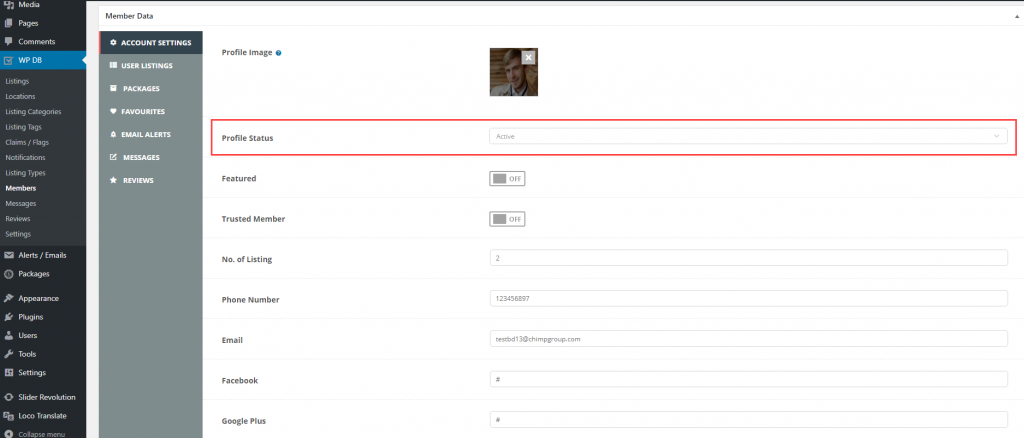 Media
Pages
Comments
WP DB
Listings
Locations
Listing Categories
Listing Tags
Claims / Flags
Notifications
Listing Types
Members
Messages
Reviews
Settings
Alerts / Emails
Packages
Appearance
Plugins
Users
Tools
Settings
Slider Revolution
Loco Translate
Collapse menu
Member Data
ACCOUNT SETTINGS
USER LISTINGS
PACKAGES
FAVOURITES
EMAIL ALERTS
MESSAGES
REVIEWS
Profile Image ?
Profile Status Active
Featured OFF
Trusted Member OFF
No. of Listing 2
Phone Number 123456897
Email testbd13@chimpgroup.com
Facebook #
Google Plus #